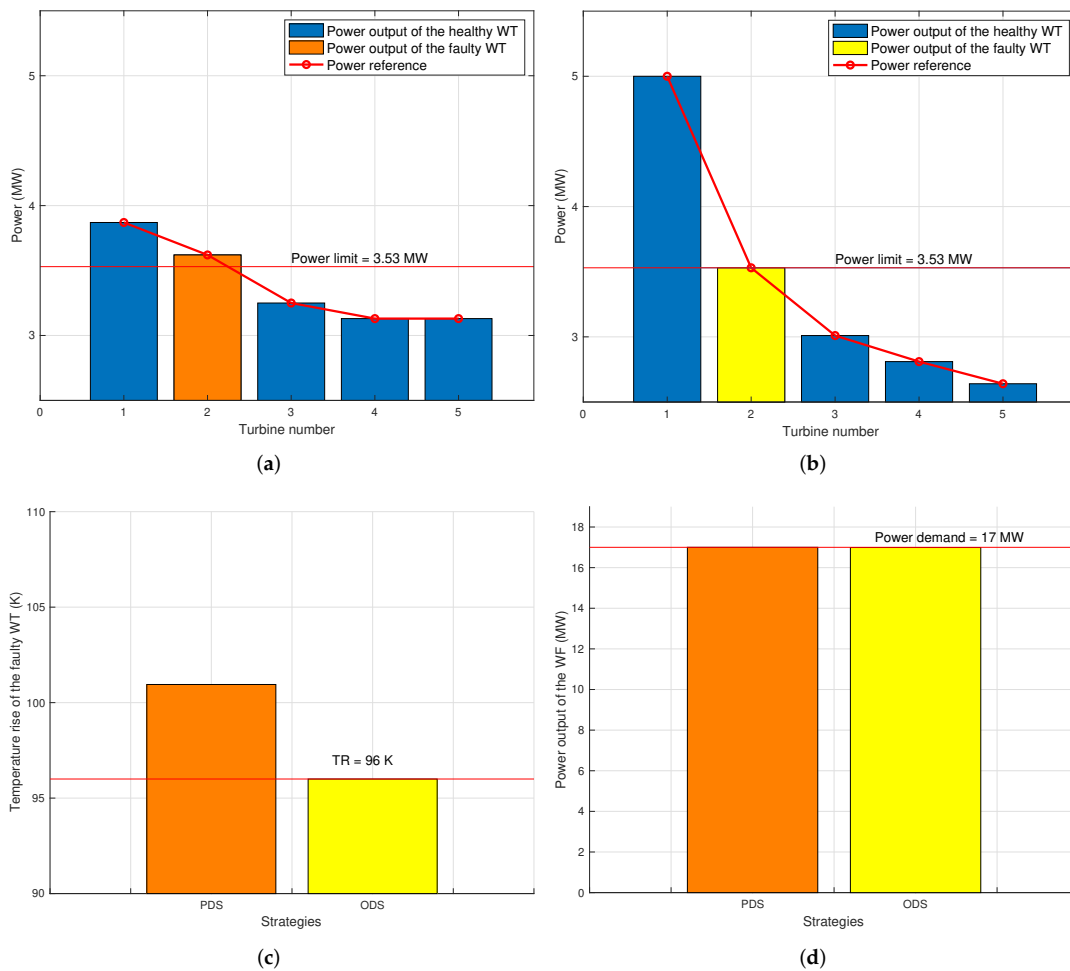 Power output of the healthy WT
Power output of the faulty WT
Power reference
5
4
3
Power (MW)
Power limit = 3.53 MW
0 1 2 3 4 5
Turbine number
(a)
Power output of the healthy WT
Power output of the faulty WT
Power reference
5
4
3
Power (MW)
Power limit = 3.53 MW
0 1 2 3 4 5
Turbine number
(b)
110
105
100
95
90
Temperature rise of the faulty WT (K)
TR = 96 K
PDS ODS
Strategies
(c)
18
16
14
12
10
8
6
4
2
0
Power output of the WF (MW)
Power demand = 17 MW
PDS ODS
Strategies
(d)